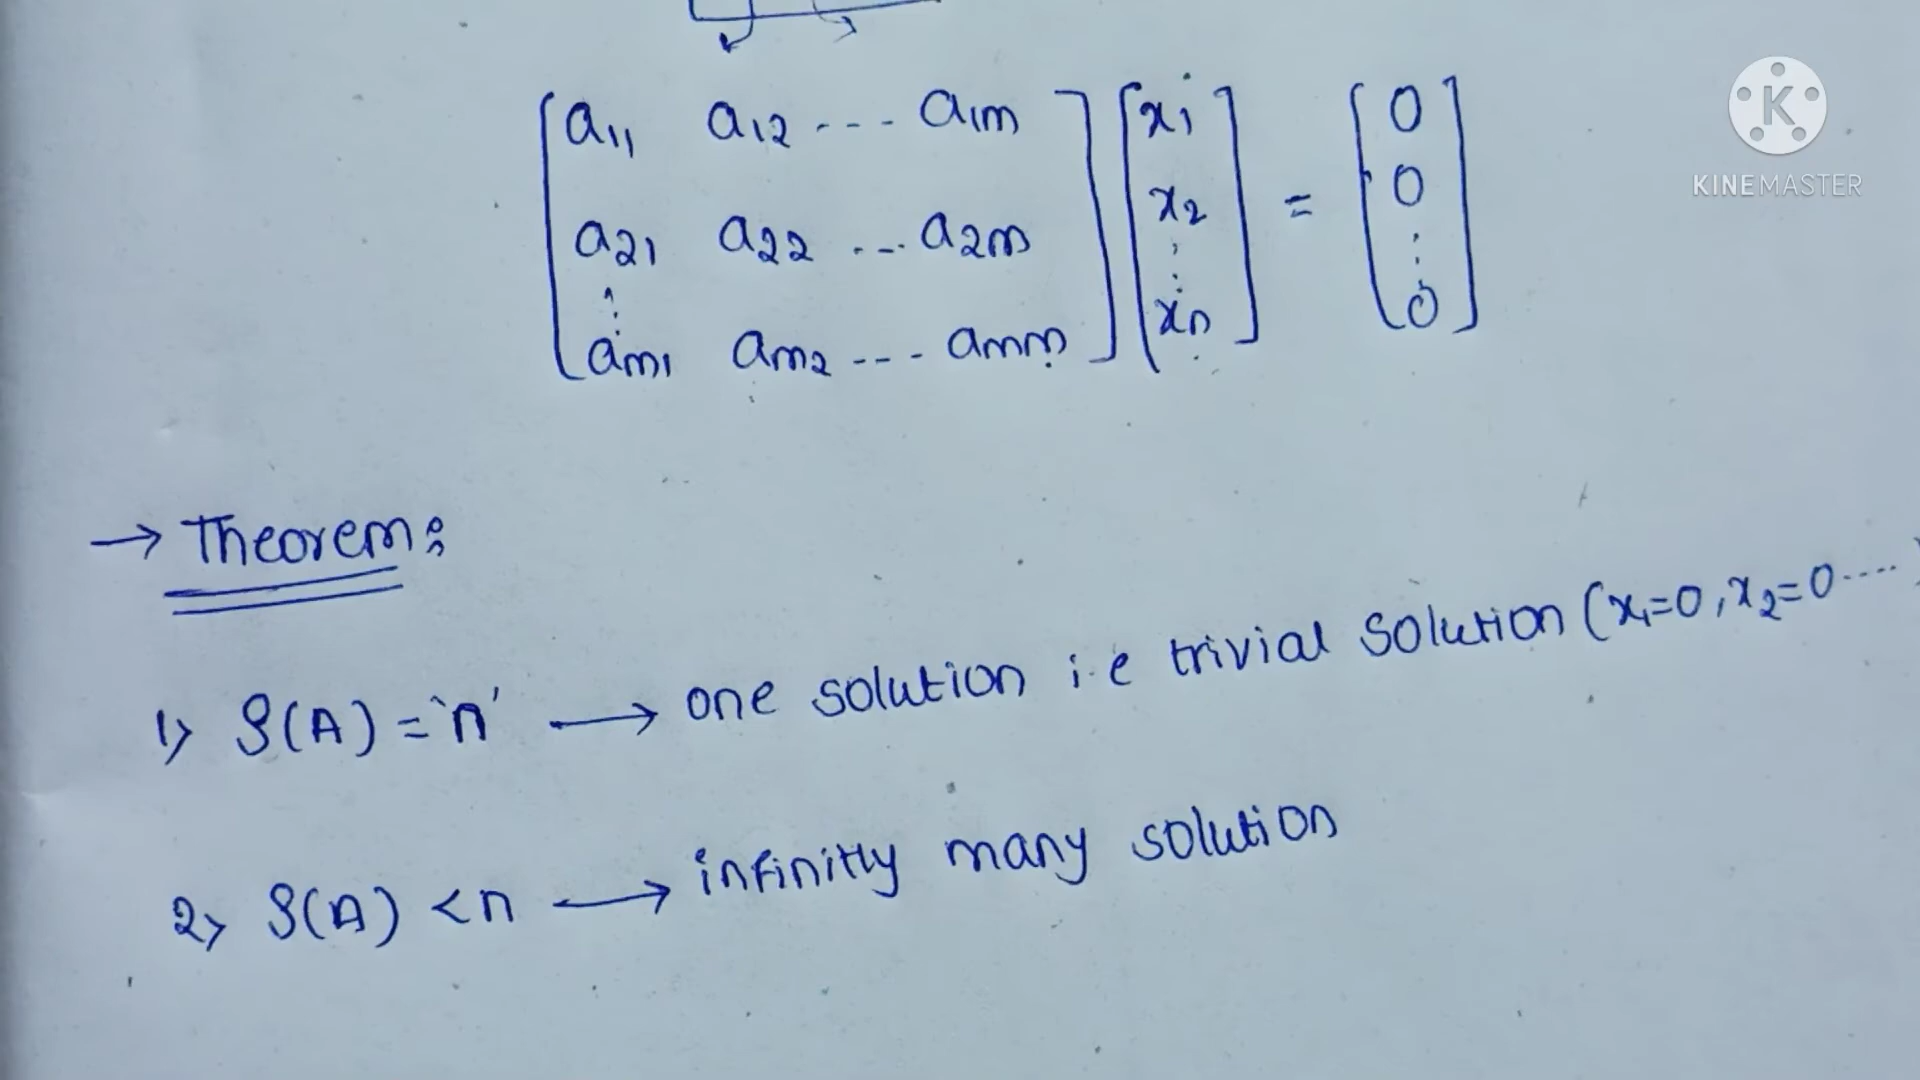 a11 a12 --- a1m x1 0
KINEMASTER
a21 a22 ... a2m x2 = 0
⋮ ⋮ ⋮
am1 am2 --- amm xn 0
→ Theorem:
1) ρ(A) = 'n' → one solution i.e trivial solution (x1=0, x2=0 ....)
2) ρ(A) < n → infinitly many solution